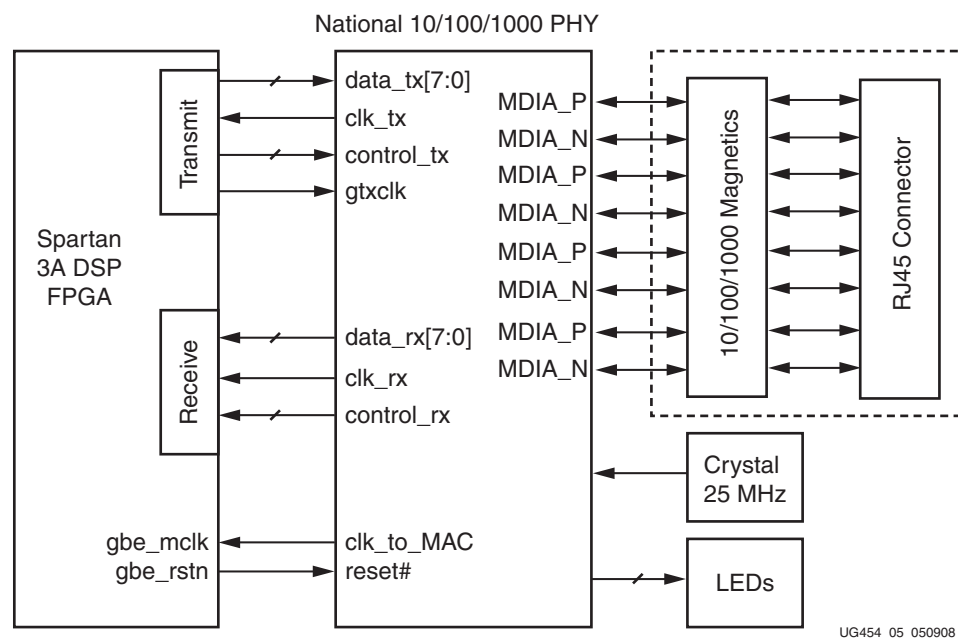 National 10/100/1000 PHY
Spartan
3A DSP
FPGA
Transmit
Receive
gbe_mclk
gbe_rstn
data_tx[7:0]
clk_tx
control_tx
gtxclk
data_rx[7:0]
clk_rx
control_rx
clk_to_MAC
reset#
MDIA_P
MDIA_N
MDIA_P
MDIA_N
MDIA_P
MDIA_N
MDIA_P
MDIA_N
10/100/1000 Magnetics
RJ45 Connector
Crystal
25 MHz
LEDs
UG454_05_050908